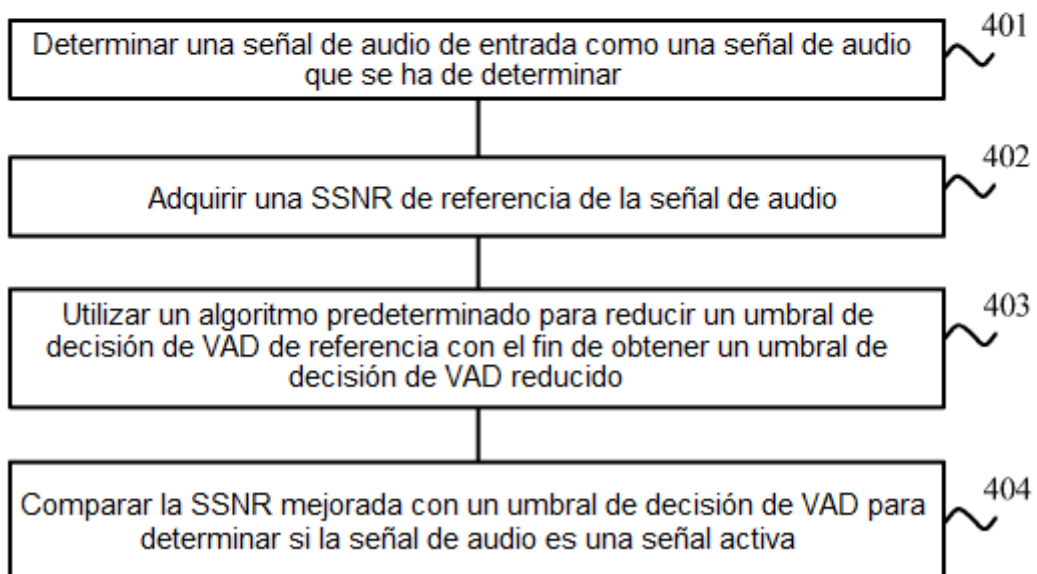 401
Determinar una señal de audio de entrada como una señal de audio
que se ha de determinar
402
Adquirir una SSNR de referencia de la señal de audio
403
Utilizar un algoritmo predeterminado para reducir un umbral de
decisión de VAD de referencia con el fin de obtener un umbral de
decisión de VAD reducido
404
Comparar la SSNR mejorada con un umbral de decisión de VAD para
determinar si la señal de audio es una señal activa